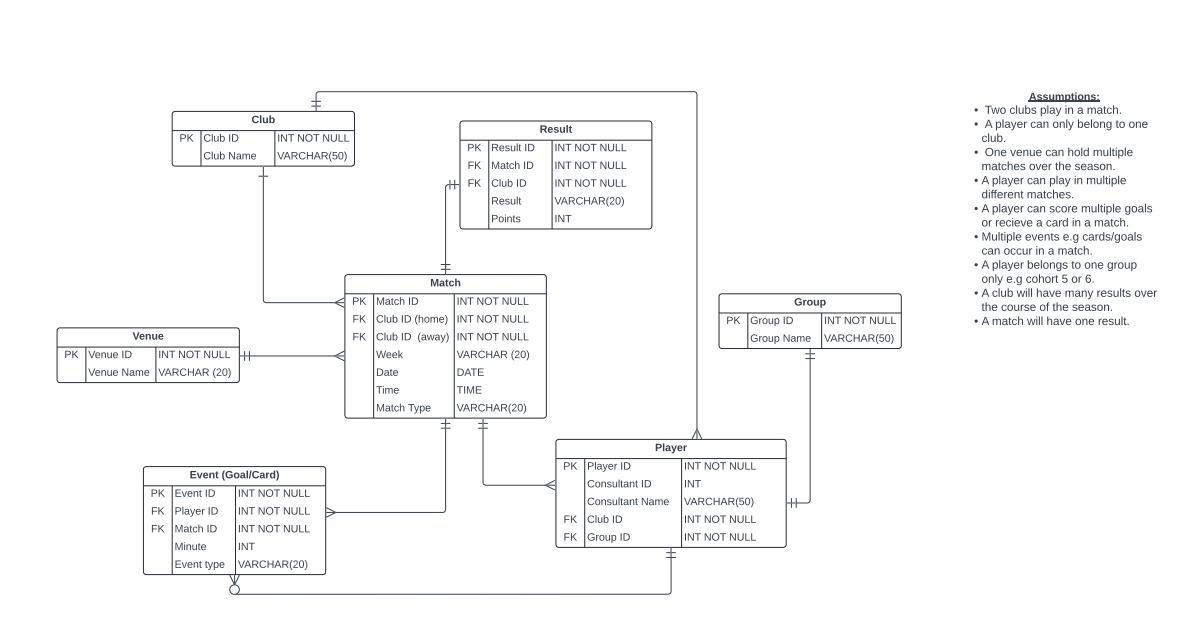 Assumptions:
• Two clubs play in a match.
• A player can only belong to one
club.
• One venue can hold multiple
matches over the season.
• A player can play in multiple
different matches.
• A player can score multiple goals
or recieve a card in a match.
• Multiple events e.g cards/goals
can occur in a match.
• A player belongs to one group
only e.g cohort 5 or 6.
• A club will have many results over
the course of the season.
• A match will have one result.
Club
PK Club ID INT NOT NULL
Club Name VARCHAR(50)
Result
PK Result ID INT NOT NULL
FK Match ID INT NOT NULL
FK Club ID INT NOT NULL
Result VARCHAR(20)
Points INT
Match
PK Match ID INT NOT NULL
FK Club ID (home) INT NOT NULL
FK Club ID (away) INT NOT NULL
Week VARCHAR (20)
Date DATE
Time TIME
Match Type VARCHAR(20)
Group
PK Group ID INT NOT NULL
Group Name VARCHAR(50)
Venue
PK Venue ID INT NOT NULL
Venue Name VARCHAR (20)
Player
PK Player ID INT NOT NULL
Consultant ID INT
Consultant Name VARCHAR(50)
FK Club ID INT NOT NULL
FK Group ID INT NOT NULL
Event (Goal/Card)
PK Event ID INT NOT NULL
FK Player ID INT NOT NULL
FK Match ID INT NOT NULL
Minute INT
Event type VARCHAR(20)